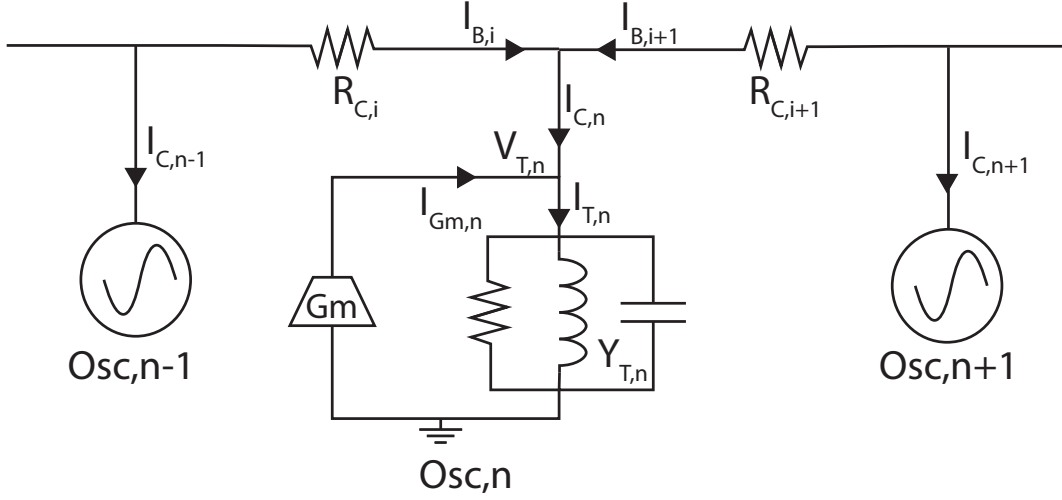 I_B,i
I_B,i+1
R_C,i
R_C,i+1
I_C,n
I_C,n-1
V_T,n
I_C,n+1
I_Gm,n
I_T,n
Gm
Y_T,n
Osc,n-1
Osc,n+1
Osc,n